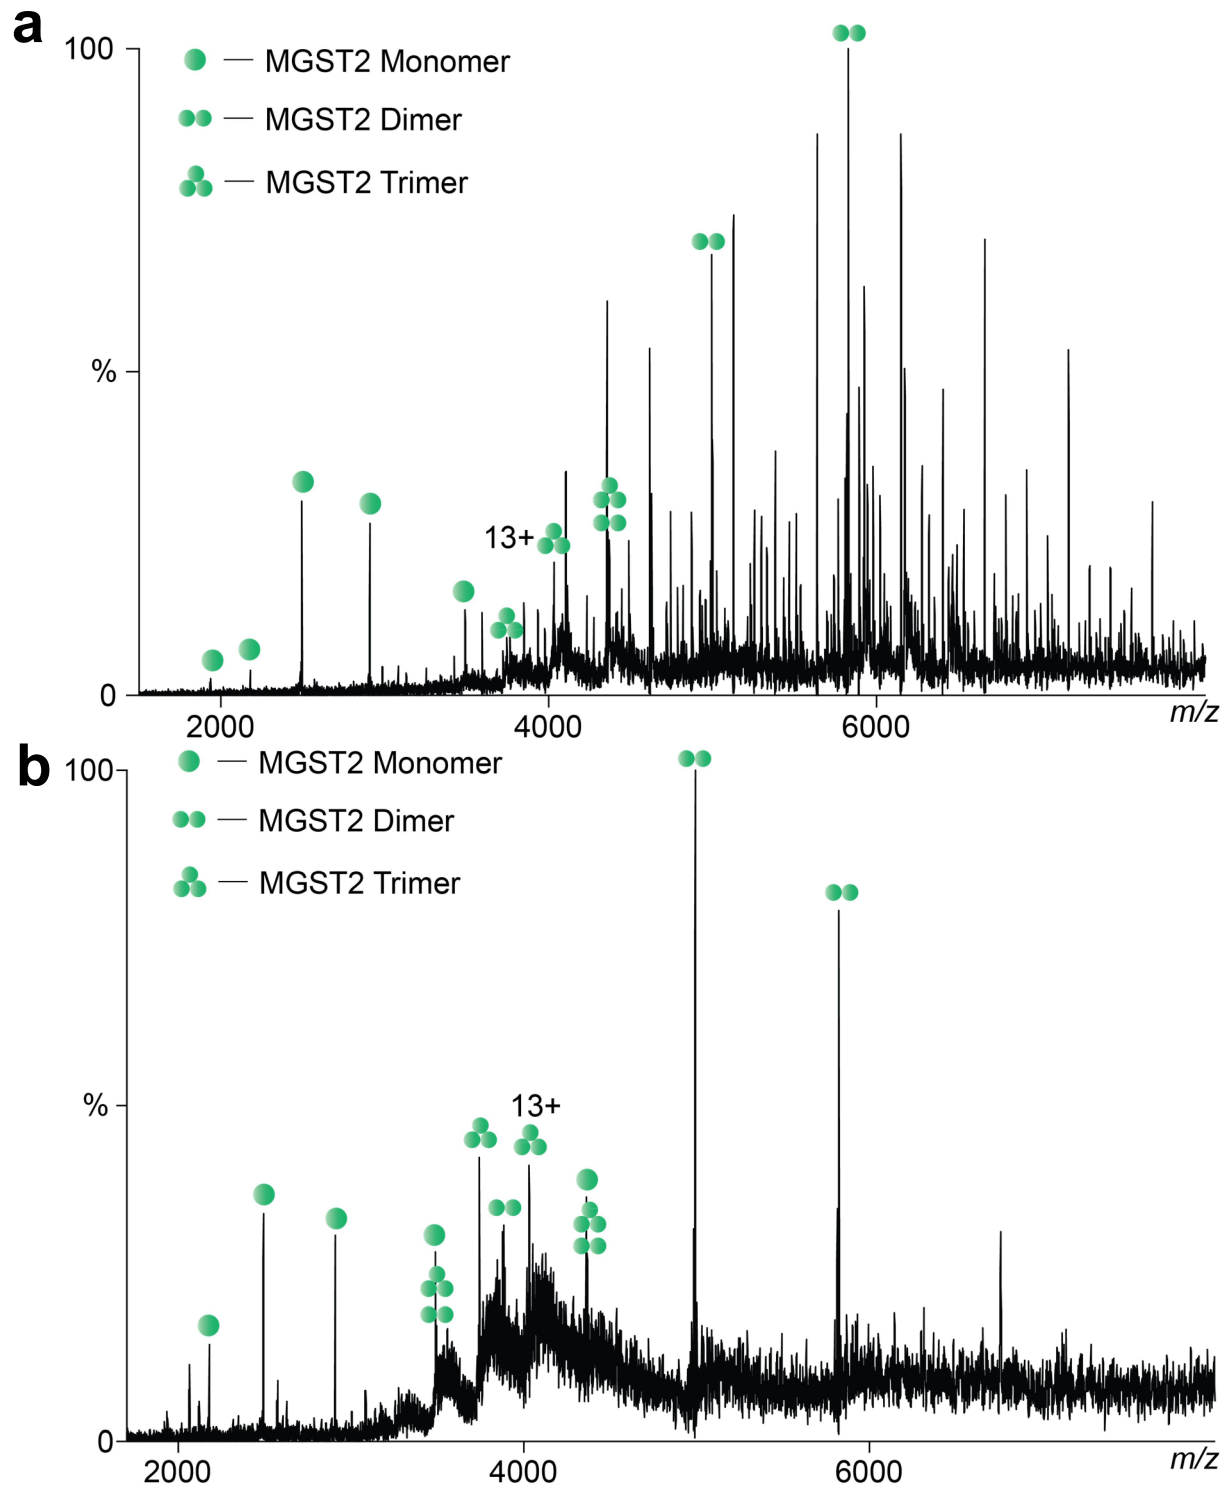 a
100
— MGST2 Monomer
— MGST2 Dimer
— MGST2 Trimer
%
13+
0
2000 4000 6000
m/z
b
100
— MGST2 Monomer
— MGST2 Dimer
— MGST2 Trimer
%
13+
0
2000 4000 6000
m/z